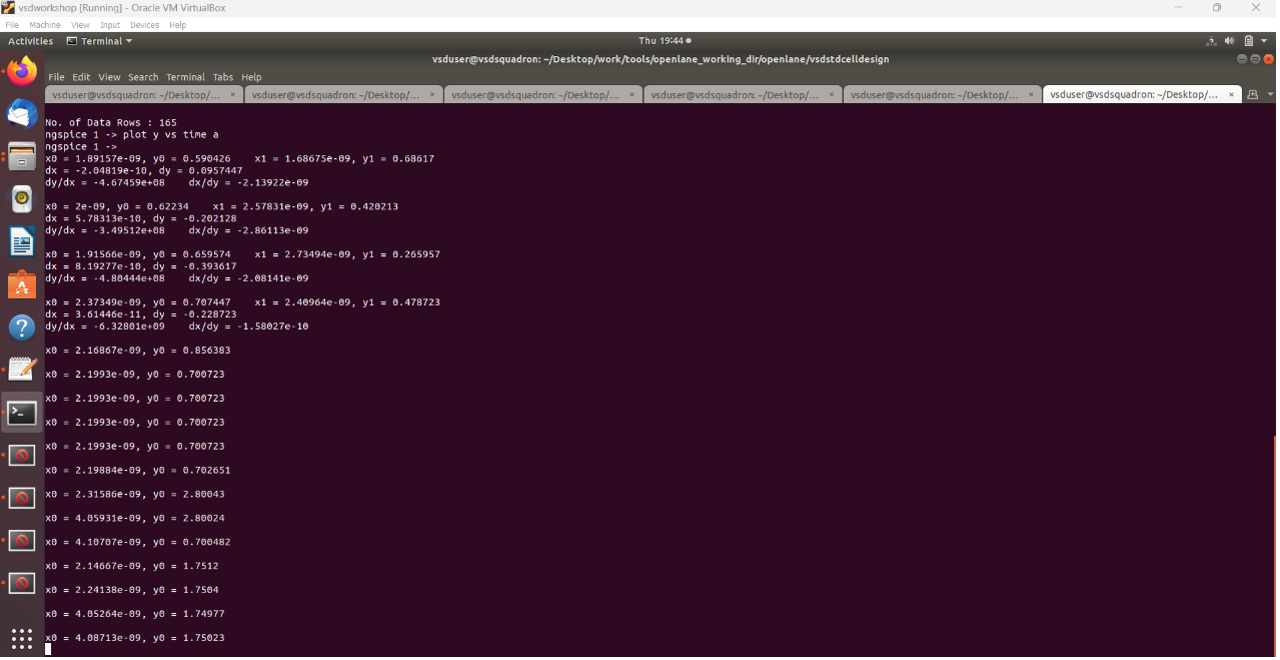 vsdworkshop [Running] - Oracle VM VirtualBox
File Machine View Input Devices Help
Activities Terminal Thu 19:44
vsduser@vsdsquadron: ~/Desktop/work/tools/openlane_working_dir/openlane/vsdstdcelldesign
File Edit View Search Terminal Tabs Help
vsduser@vsdsquadron: ~/Desktop/... × vsduser@vsdsquadron: ~/Desktop/... × vsduser@vsdsquadron: ~/Desktop/... × vsduser@vsdsquadron: ~/Desktop/... × vsduser@vsdsquadron: ~/Desktop/... × vsduser@vsdsquadron: ~/Desktop/... ×
No. of Data Rows : 165
ngspice 1 -> plot y vs time a
ngspice 1 ->
x0 = 1.89157e-09, y0 = 0.590426    x1 = 1.68675e-09, y1 = 0.68617
dx = -2.04819e-10, dy = 0.0957447
dy/dx = -4.67459e+08    dx/dy = -2.13922e-09
x0 = 2e-09, y0 = 0.62234    x1 = 2.57831e-09, y1 = 0.420213
dx = 5.78313e-10, dy = -0.202128
dy/dx = -3.49512e+08    dx/dy = -2.86113e-09
x0 = 1.91566e-09, y0 = 0.659574    x1 = 2.73494e-09, y1 = 0.265957
dx = 8.19277e-10, dy = -0.393617
dy/dx = -4.80444e+08    dx/dy = -2.08141e-09
x0 = 2.37349e-09, y0 = 0.707447    x1 = 2.40964e-09, y1 = 0.478723
dx = 3.61446e-11, dy = -0.228723
dy/dx = -6.32801e+09    dx/dy = -1.58027e-10
x0 = 2.16867e-09, y0 = 0.856383
x0 = 2.1993e-09, y0 = 0.700723
x0 = 2.1993e-09, y0 = 0.700723
x0 = 2.1993e-09, y0 = 0.700723
x0 = 2.1993e-09, y0 = 0.700723
x0 = 2.19884e-09, y0 = 0.702651
x0 = 2.31586e-09, y0 = 2.80043
x0 = 4.05931e-09, y0 = 2.80024
x0 = 4.10707e-09, y0 = 0.700482
x0 = 2.14667e-09, y0 = 1.7512
x0 = 2.24138e-09, y0 = 1.7504
x0 = 4.05264e-09, y0 = 1.74977
x0 = 4.08713e-09, y0 = 1.75023